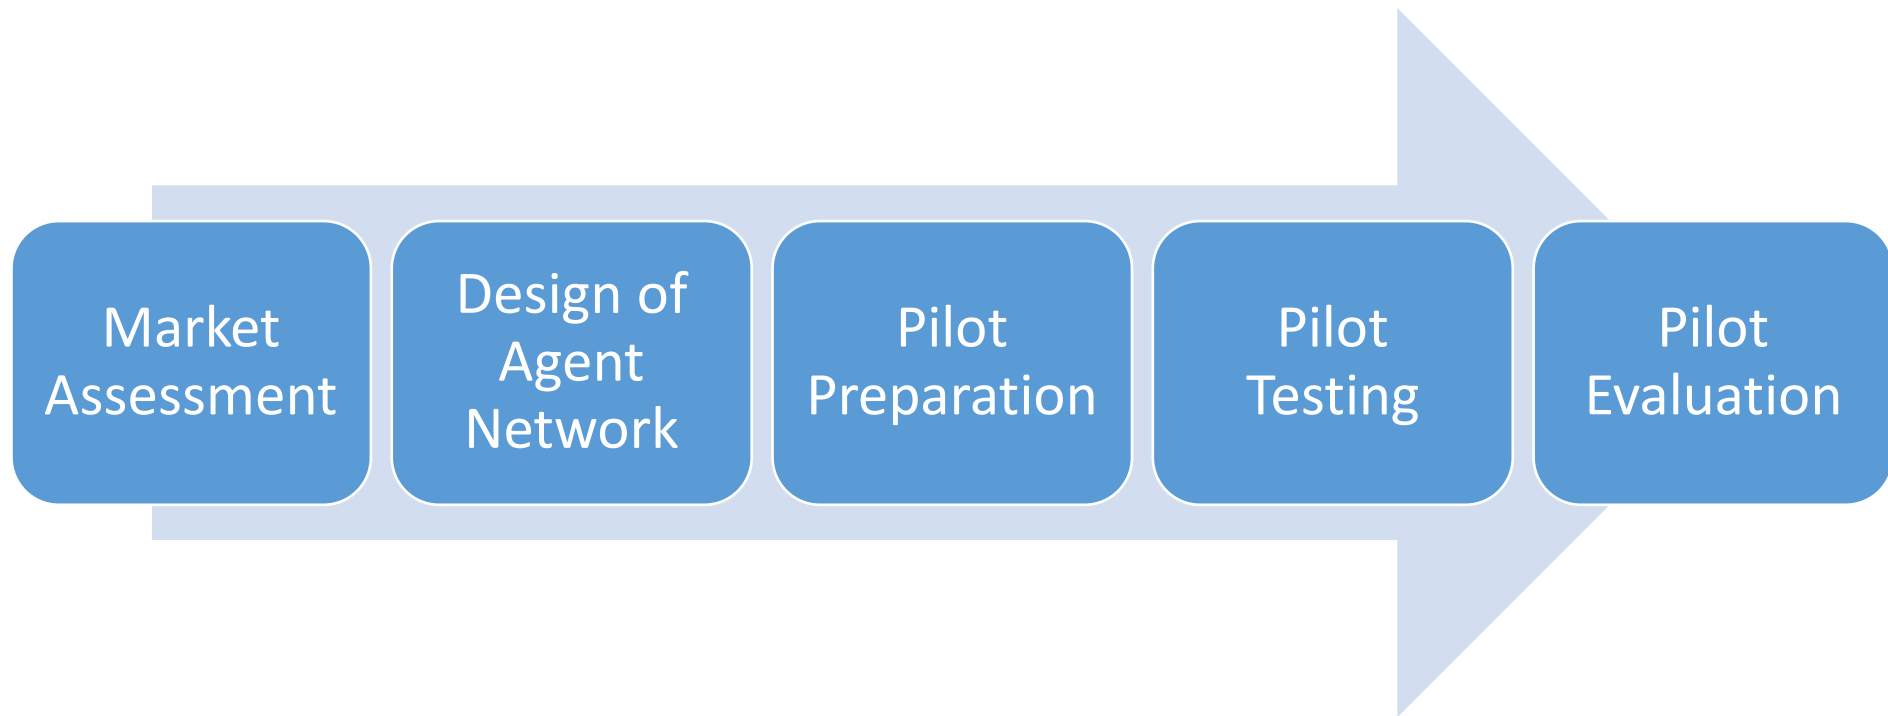 Market
Assessment
Design of
Agent
Network
Pilot
Preparation
Pilot
Testing
Pilot
Evaluation